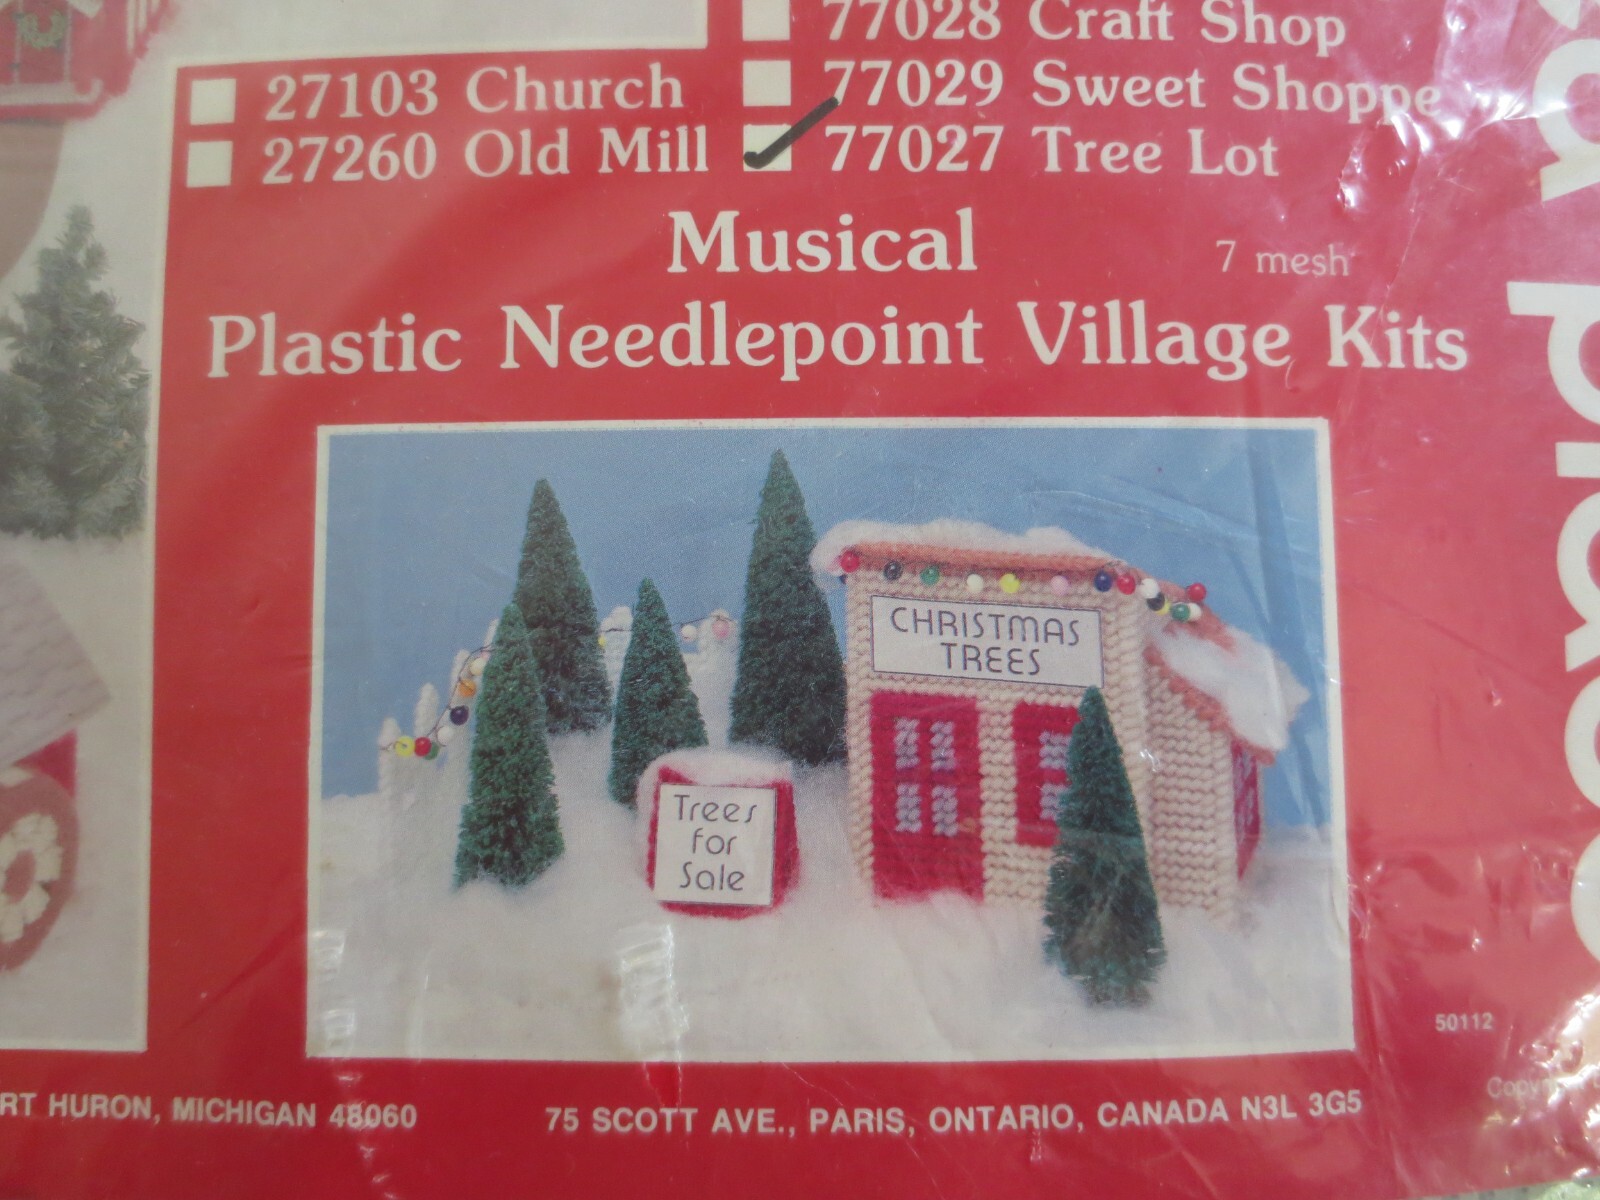 77028 Craft Shop
27103 Church
77029 Sweet Shoppe
27260 Old Mill
77027 Tree Lot
Musical
7 mesh
Plastic Needlepoint Village Kits
CHRISTMAS
TREES
Trees
for
Sale
50112
RT HURON, MICHIGAN 48060
75 SCOTT AVE., PARIS, ONTARIO, CANADA N3L 3G5